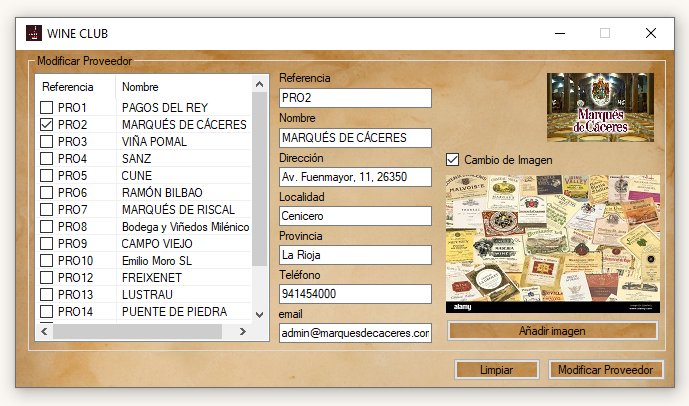 WINE CLUB
Modificar Proveedor
Referencia Nombre
PRO1 PAGOS DEL REY
PRO2 MARQUÉS DE CÁCERES
PRO3 VIÑA POMAL
PRO4 SANZ
PRO5 CUNE
PRO6 RAMÓN BILBAO
PRO7 MARQUÉS DE RISCAL
PRO8 Bodega y Viñedos Milénico
PRO9 CAMPO VIEJO
PRO10 Emilio Moro SL
PRO12 FREIXENET
PRO13 LUSTRAU
PRO14 PUENTE DE PIEDRA
Referencia
PRO2
Nombre
MARQUÉS DE CÁCERES
Dirección
Av. Fuenmayor, 11, 26350
Localidad
Cenicero
Provincia
La Rioja
Teléfono
941454000
email
admin@marquesdecaceres.cor
Marqués
de Cáceres
Cambio de Imagen
alamy
Añadir imagen
Limpiar
Modificar Proveedor